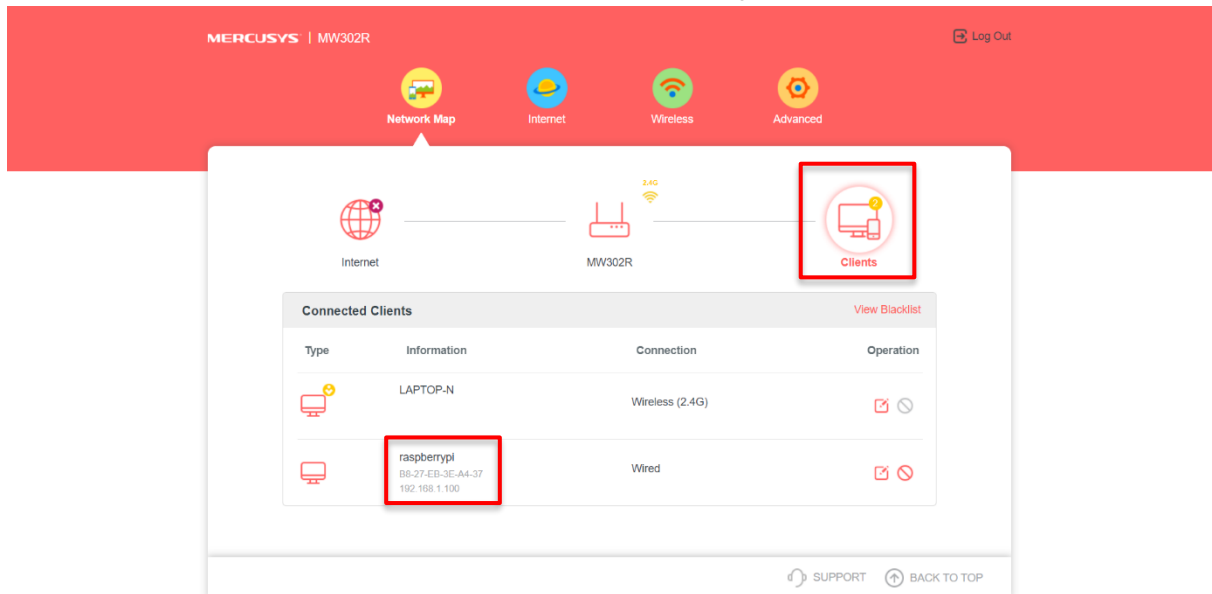 MERCUSYS | MW302R
Log Out
Network Map
Internet
Wireless
Advanced
2.4G
2
Internet
MW302R
Clients
Connected Clients
View Blacklist
Type Information Connection Operation
LAPTOP-N
Wireless (2.4G)
raspberrypi
B8-27-EB-3E-A4-37
192.168.1.100
Wired
SUPPORT
BACK TO TOP